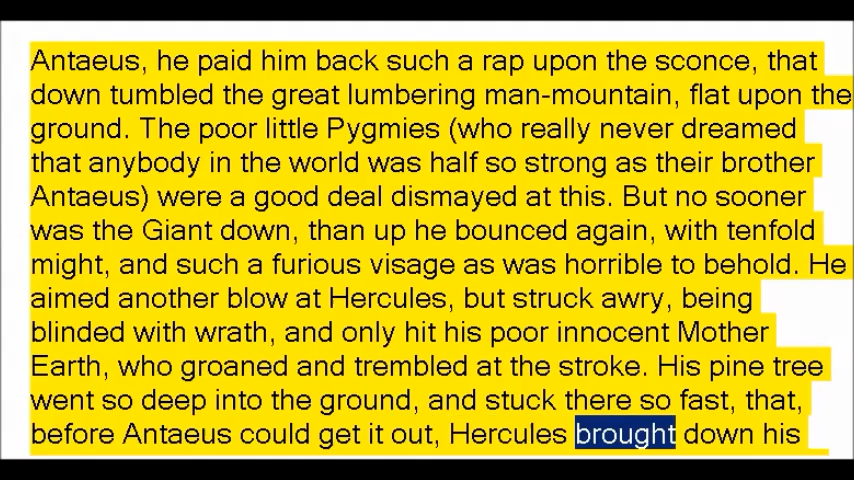 Antaeus, he paid him back such a rap upon the sconce, that
down tumbled the great lumbering man-mountain, flat upon the
ground. The poor little Pygmies (who really never dreamed
that anybody in the world was half so strong as their brother
Antaeus) were a good deal dismayed at this. But no sooner
was the Giant down, than up he bounced again, with tenfold
might, and such a furious visage as was horrible to behold. He
aimed another blow at Hercules, but struck awry, being
blinded with wrath, and only hit his poor innocent Mother
Earth, who groaned and trembled at the stroke. His pine tree
went so deep into the ground, and stuck there so fast, that,
before Antaeus could get it out, Hercules brought down his